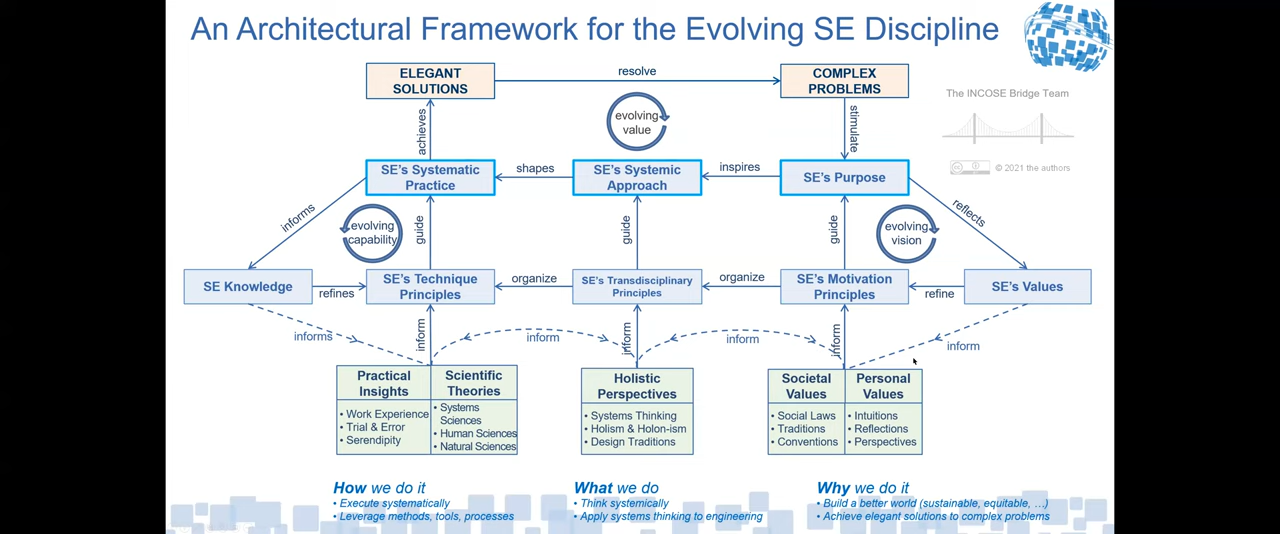 An Architectural Framework for the Evolving SE Discipline
ELEGANT
SOLUTIONS
resolve
COMPLEX
PROBLEMS
The INCOSE Bridge Team
evolving
value
achieves
stimulate
© 2021 the authors
SE's Systematic
Practice
shapes
SE's Systemic
Approach
inspires
SE's Purpose
informs
evolving
capability
guide
guide
guide
evolving
vision
reflects
SE Knowledge
refines
SE's Technique
Principles
organize
SE's Transdisciplinary
Principles
organize
SE's Motivation
Principles
refine
SE's Values
informs
inform
inform
inform
inform
inform
inform
Practical
Insights
• Work Experience
• Trial & Error
• Serendipity
Scientific
Theories
• Systems
Sciences
• Human Sciences
• Natural Sciences
Holistic
Perspectives
• Systems Thinking
• Holism & Holon-ism
• Design Traditions
Societal
Values
• Social Laws
• Traditions
• Conventions
Personal
Values
• Intuitions
• Reflections
• Perspectives
How we do it
• Execute systematically
• Leverage methods, tools, processes
What we do
• Think systemically
• Apply systems thinking to engineering
Why we do it
• Build a better world (sustainable, equitable, …)
• Achieve elegant solutions to complex problems